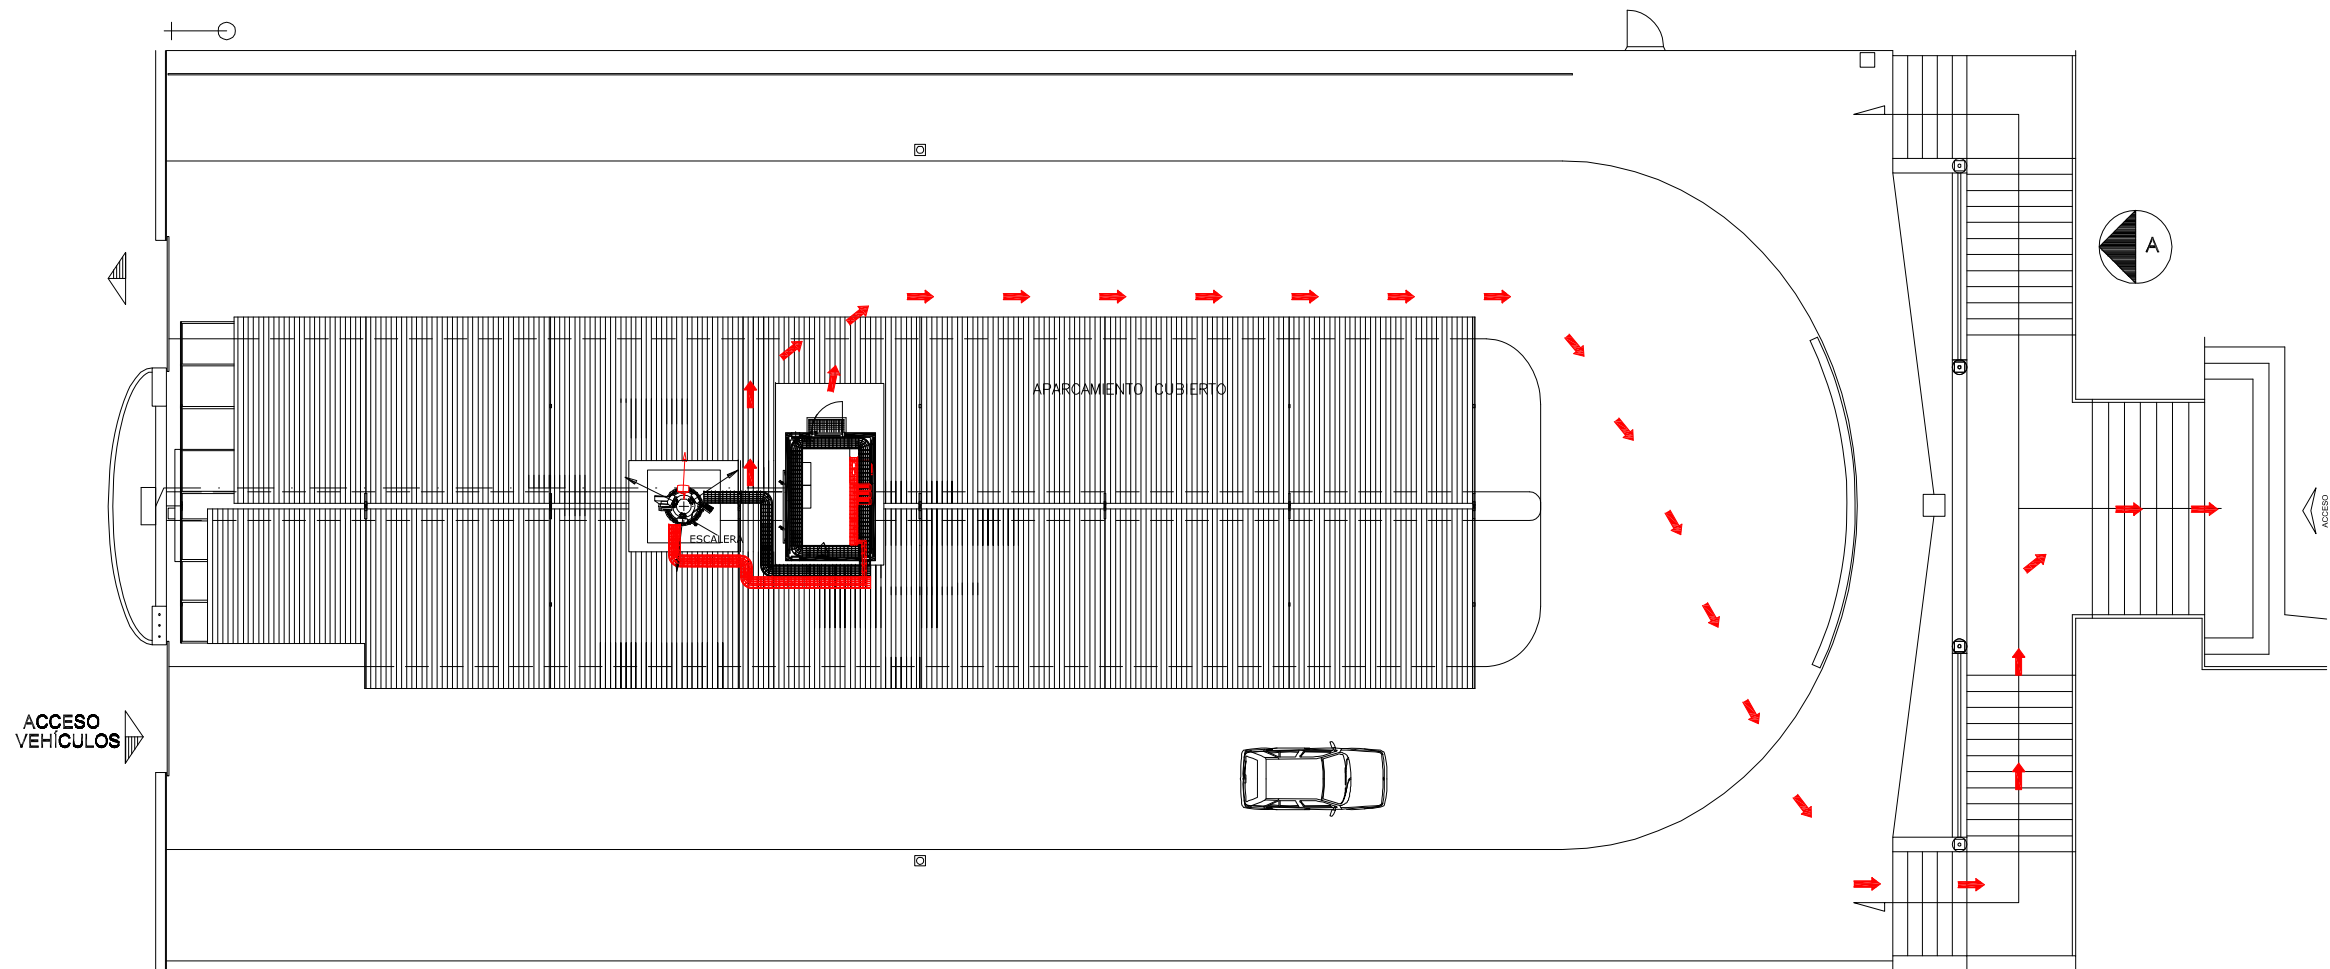 A
APARCAMIENTO CUBIERTO
ACCESO
ESCALERA
ACCESO
VEHÍCULOS